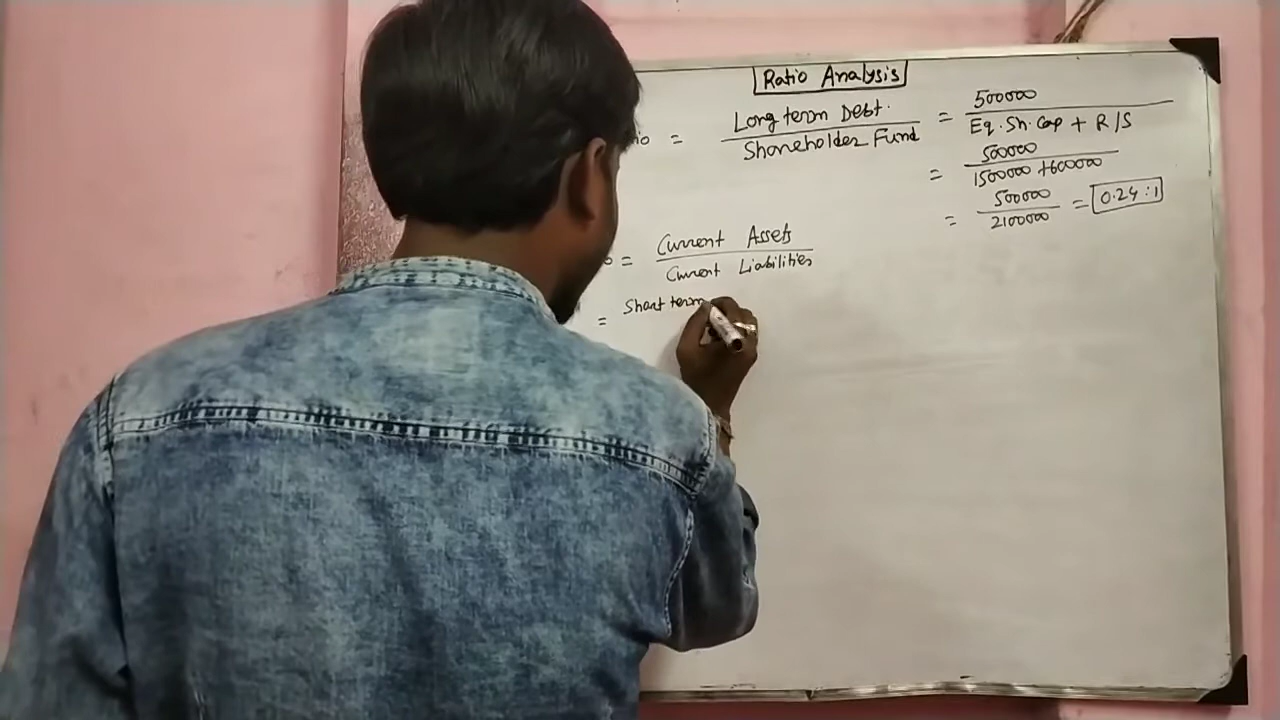 Ratio Analysis
io = Long term Debt. / Shareholder Fund = 500000 / Eq. Sh. Cap + R/S
= 500000 / 1500000 + 600000
= 500000 / 2100000 = 0.24 : 1
o = Current Assets / Current Liabilities
= Short term